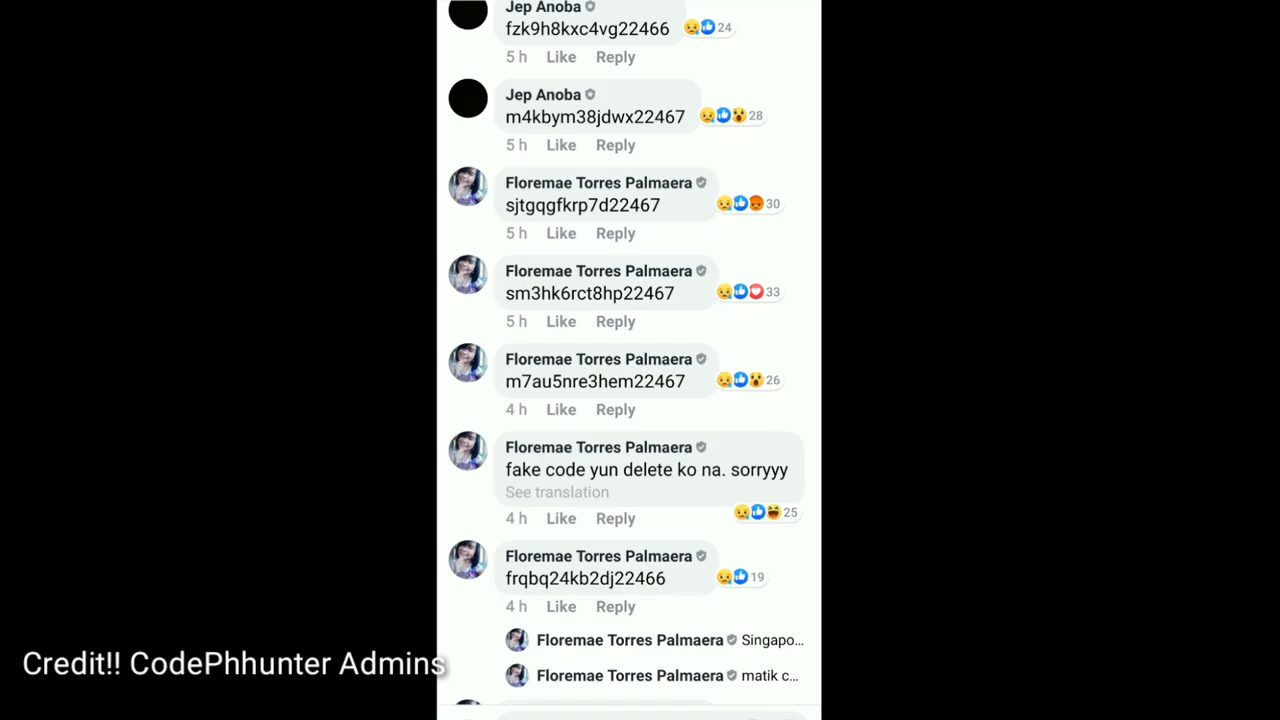 Jep Anoba
fzk9h8kxc4vg22466
24
5 h Like Reply
Jep Anoba
m4kbym38jdwx22467
28
5 h Like Reply
Floremae Torres Palmaera
sjtgqgfkrp7d22467
30
5 h Like Reply
Floremae Torres Palmaera
sm3hk6rct8hp22467
33
5 h Like Reply
Floremae Torres Palmaera
m7au5nre3hem22467
26
4 h Like Reply
Floremae Torres Palmaera
fake code yun delete ko na. sorryyy
See translation
25
4 h Like Reply
Floremae Torres Palmaera
frqbq24kb2dj22466
19
4 h Like Reply
Floremae Torres Palmaera Singapo...
Floremae Torres Palmaera matik c...
Credit!! CodePhhunter Admins